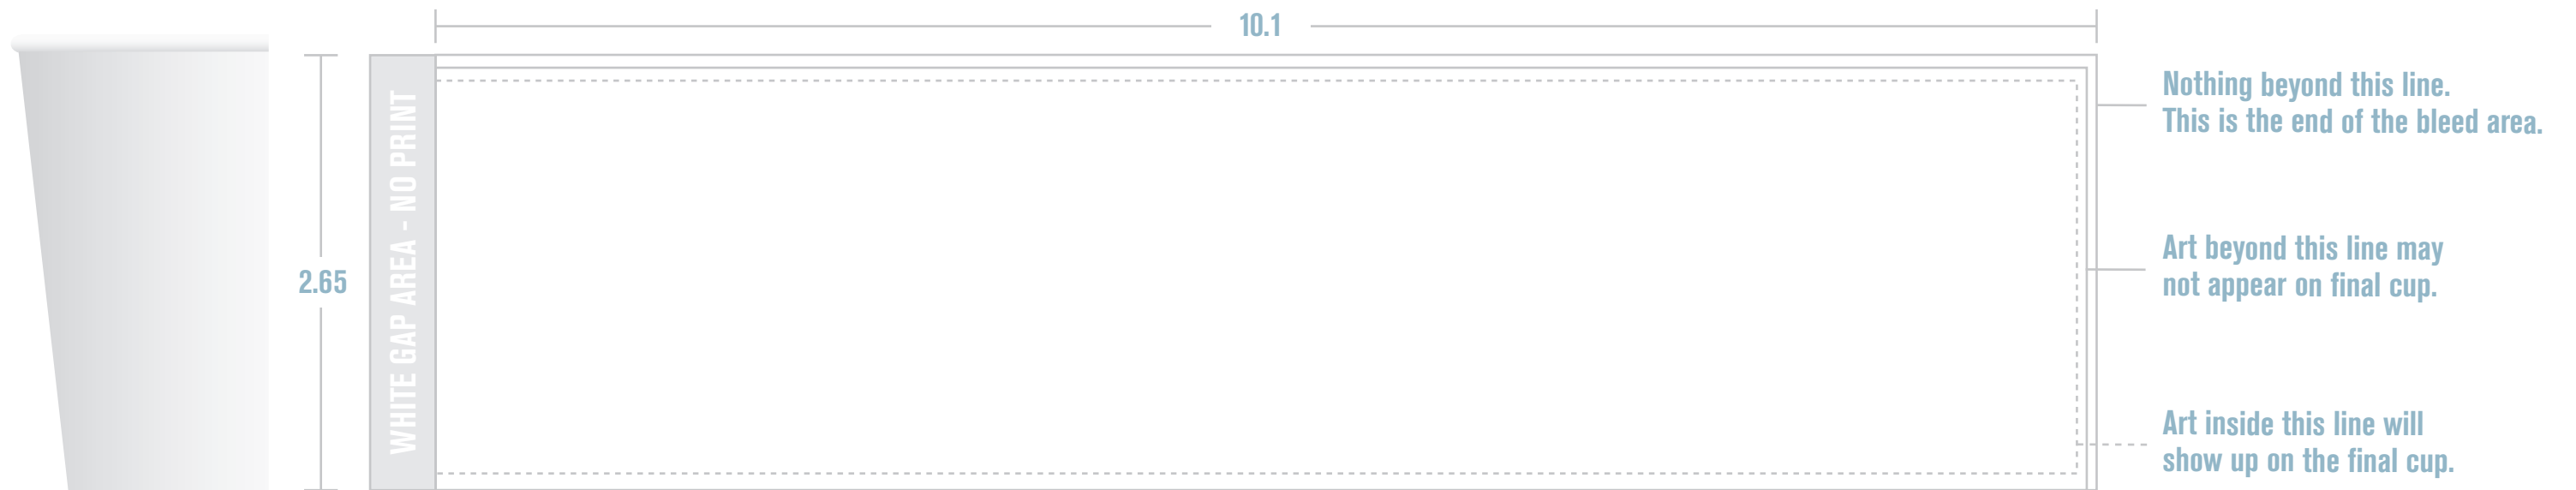 10.1
Nothing beyond this line.
This is the end of the bleed area.
WHITE GAP AREA - NO PRINT
2.65
Art beyond this line may
not appear on final cup.
Art inside this line will
show up on the final cup.